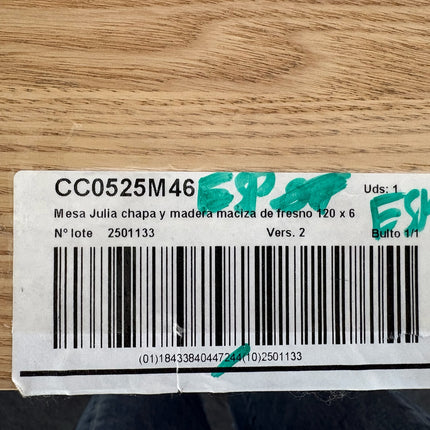 CC0525M46 ESP
Uds: 1
Mesa Julia chapa y madera maciza de fresno 120 x 6
Nº lote 2501133 Vers. 2 Bulto 1/1
(01)18433840447244(10)2501133